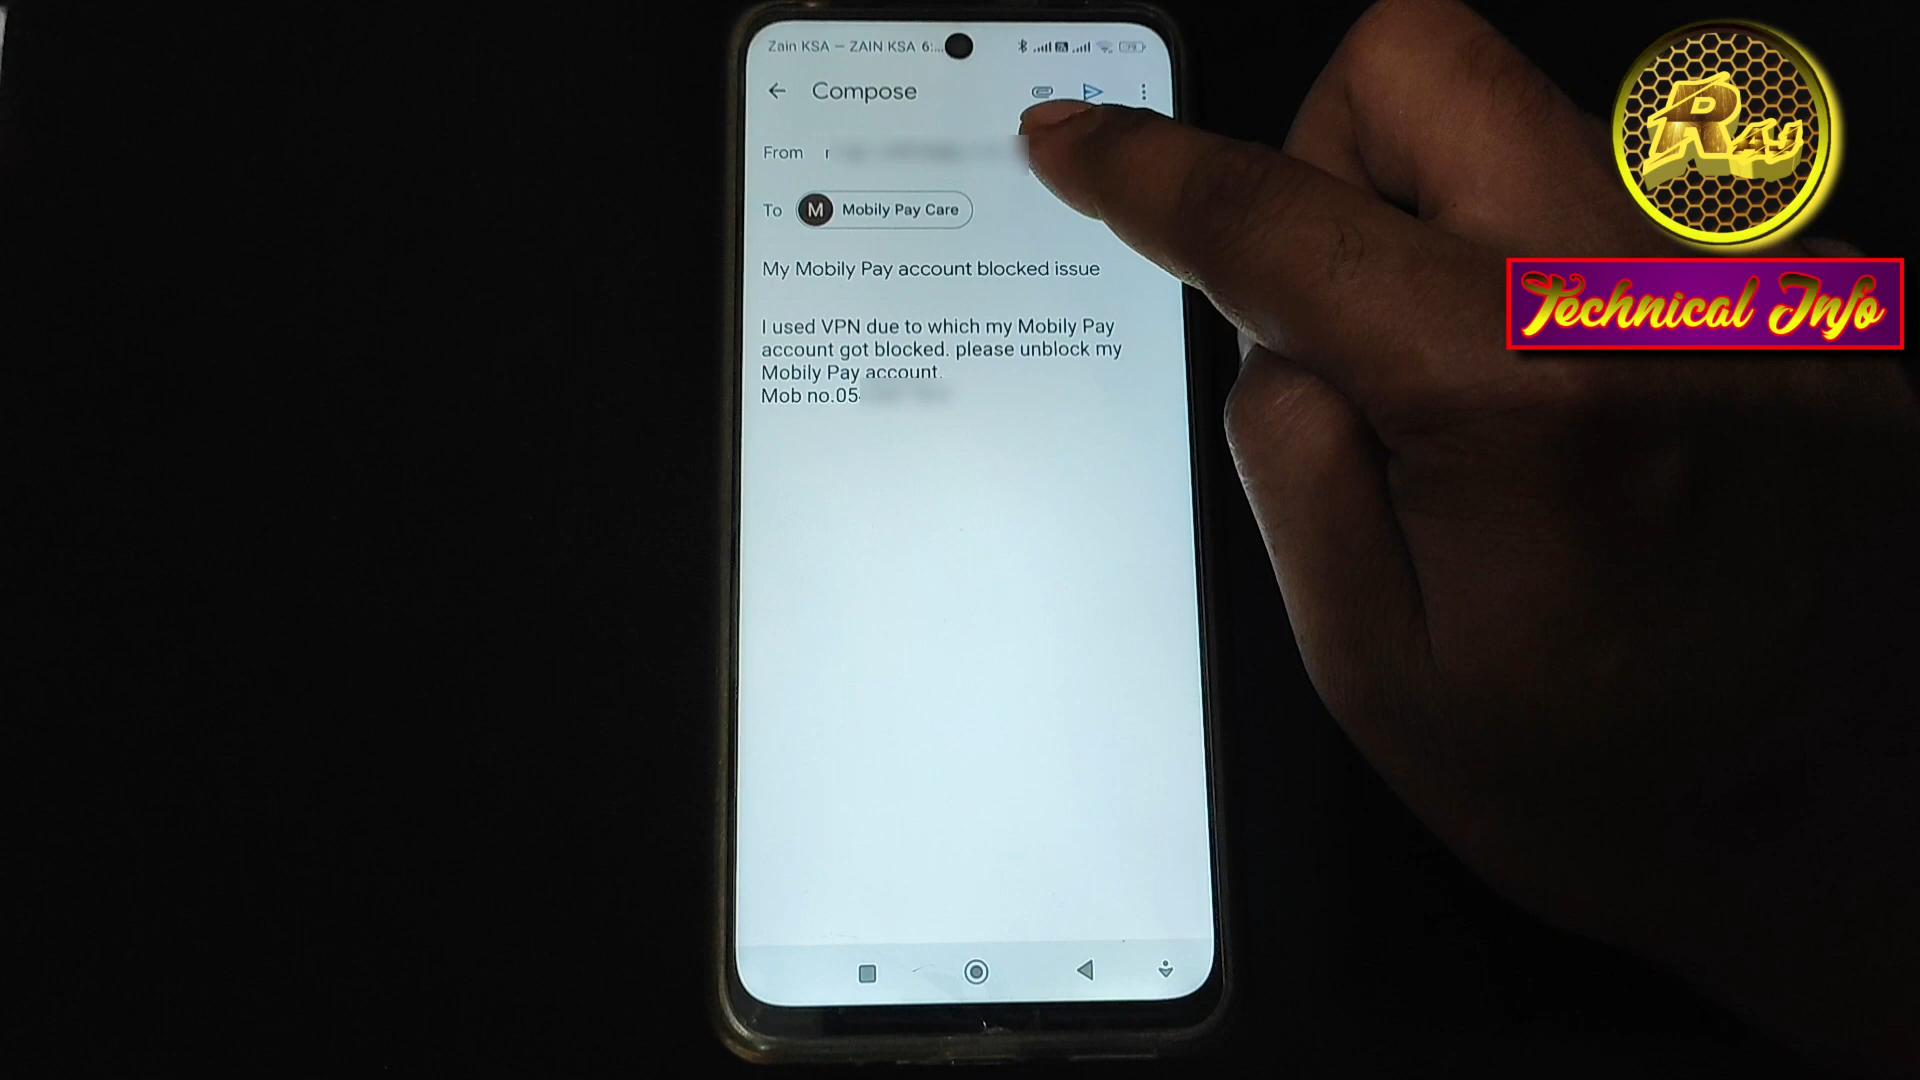 Zain KSA — ZAIN KSA 6:...
Compose
From r
To M Mobily Pay Care
My Mobily Pay account blocked issue
I used VPN due to which my Mobily Pay
account got blocked. please unblock my
Mobily Pay account.
Mob no.05
RAJ
Technical Info